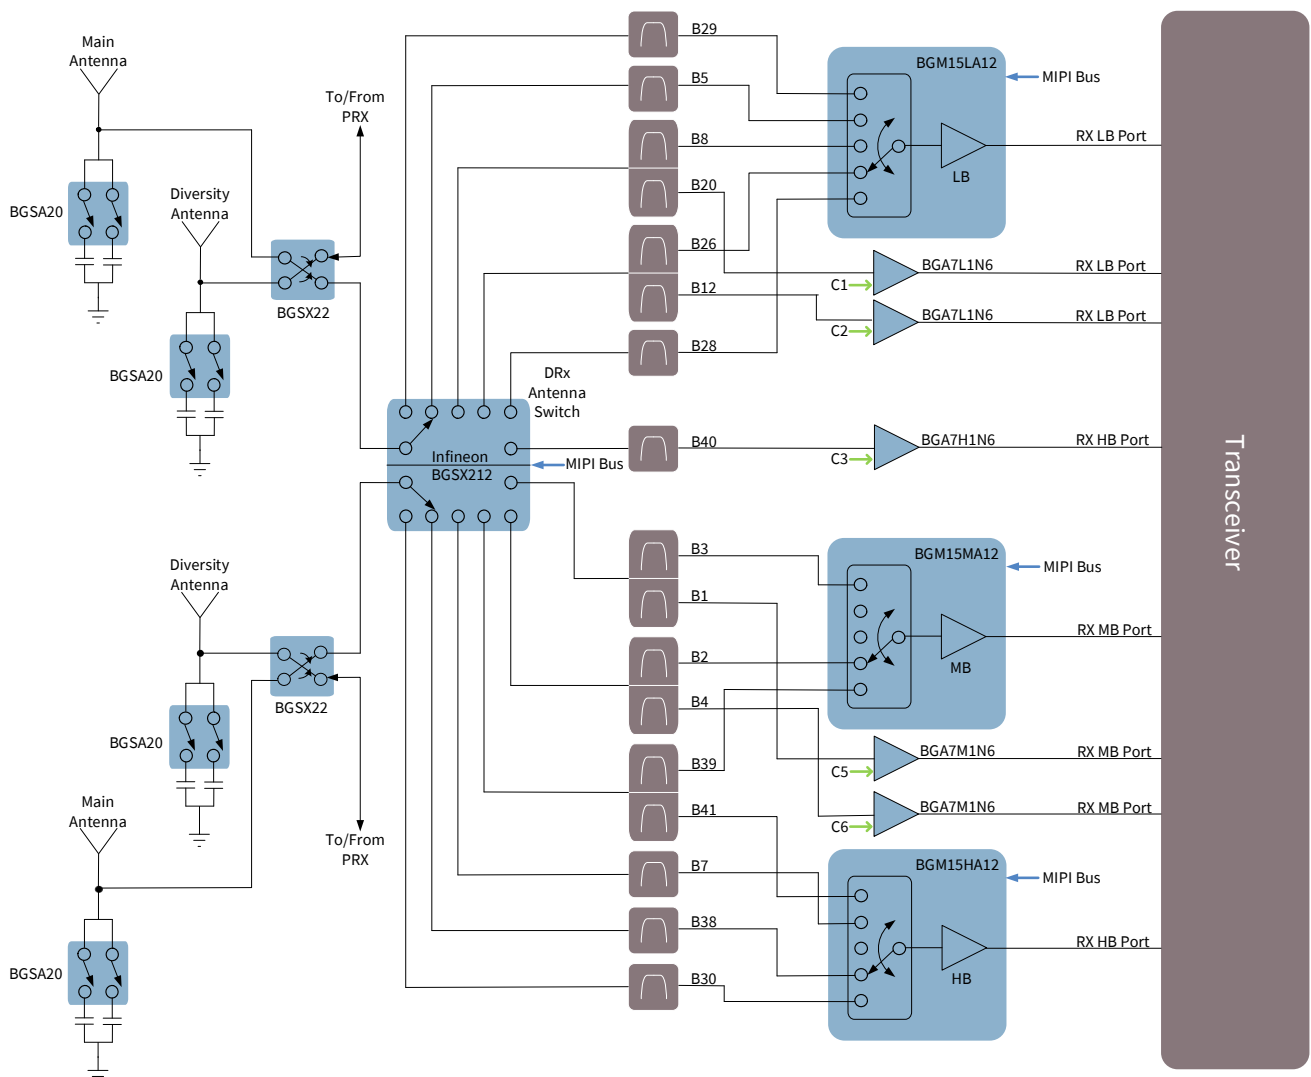 Main
Antenna
BGSA20
Diversity
Antenna
BGSA20
To/From
PRX
BGSX22
DRx
Antenna
Switch
Infineon
BGSX212
MIPI Bus
Diversity
Antenna
BGSA20
Main
Antenna
BGSA20
BGSX22
To/From
PRX
B29
B5
B8
B20
B26
B12
B28
B40
B3
B1
B2
B4
B39
B41
B7
B38
B30
BGM15LA12
MIPI Bus
LB
RX LB Port
C1
BGA7L1N6
RX LB Port
C2
BGA7L1N6
RX LB Port
C3
BGA7H1N6
RX HB Port
BGM15MA12
MIPI Bus
MB
RX MB Port
C5
BGA7M1N6
RX MB Port
C6
BGA7M1N6
RX MB Port
BGM15HA12
MIPI Bus
HB
RX HB Port
Transceiver